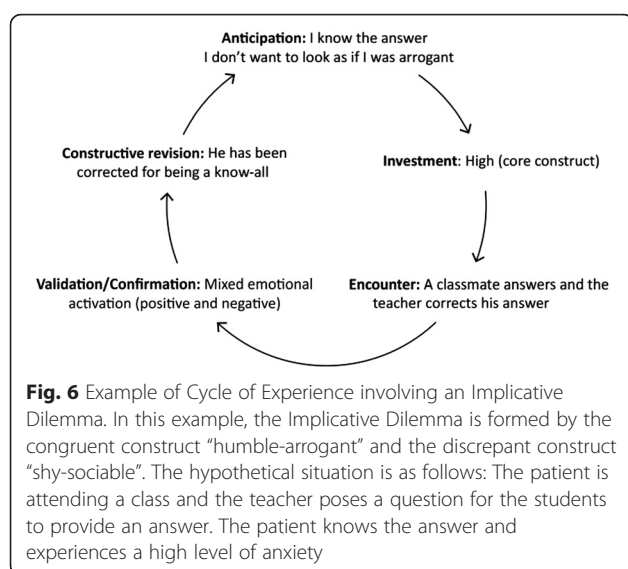 Anticipation: I know the answer
I don't want to look as if I was arrogant
Constructive revision: He has been
corrected for being a know-all
Investment: High (core construct)
Validation/Confirmation: Mixed emotional
activation (positive and negative)
Encounter: A classmate answers and the
teacher corrects his answer
Fig. 6 Example of Cycle of Experience involving an Implicative
Dilemma. In this example, the Implicative Dilemma is formed by the
congruent construct “humble-arrogant” and the discrepant construct
“shy-sociable”. The hypothetical situation is as follows: The patient is
attending a class and the teacher poses a question for the students
to provide an answer. The patient knows the answer and
experiences a high level of anxiety